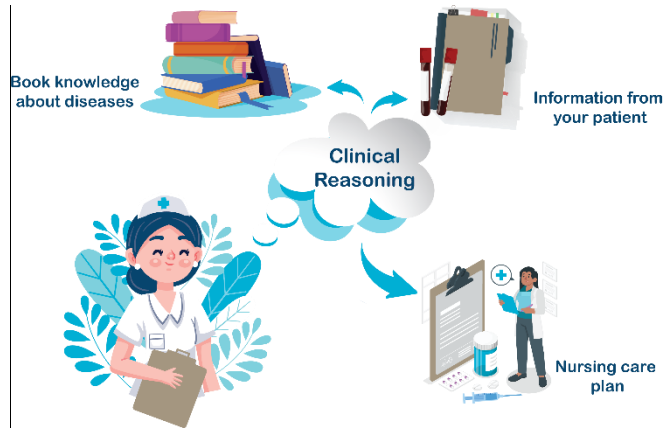 Book knowledge
about diseases
Information from
your patient
Clinical
Reasoning
Nursing care
plan